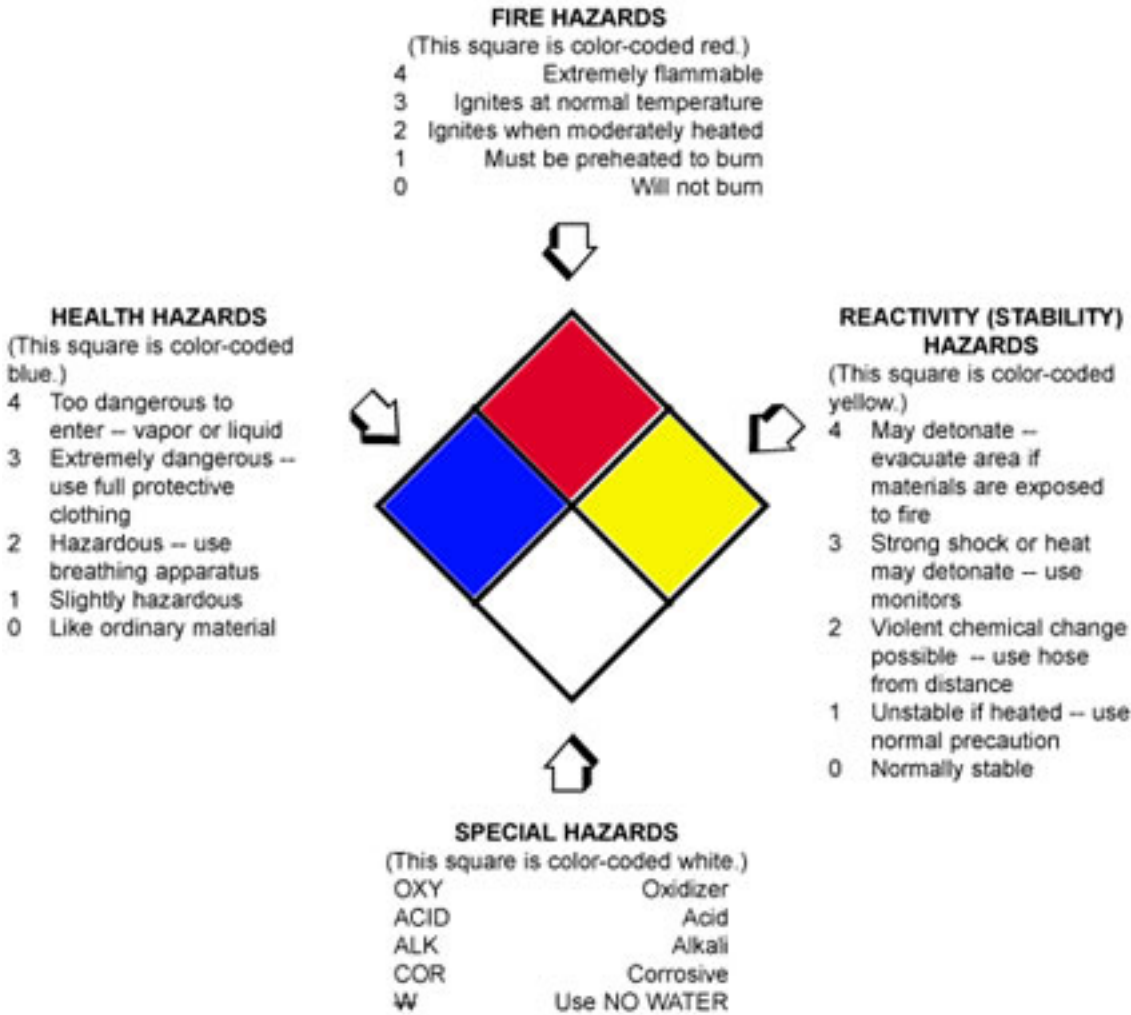 FIRE HAZARDS
(This square is color-coded red.)
4 Extremely flammable
3 Ignites at normal temperature
2 Ignites when moderately heated
1 Must be preheated to burn
0 Will not burn
HEALTH HAZARDS
(This square is color-coded
blue.)
4 Too dangerous to
enter -- vapor or liquid
3 Extremely dangerous --
use full protective
clothing
2 Hazardous -- use
breathing apparatus
1 Slightly hazardous
0 Like ordinary material
REACTIVITY (STABILITY)
HAZARDS
(This square is color-coded
yellow.)
4 May detonate --
evacuate area if
materials are exposed
to fire
3 Strong shock or heat
may detonate -- use
monitors
2 Violent chemical change
possible -- use hose
from distance
1 Unstable if heated -- use
normal precaution
0 Normally stable
SPECIAL HAZARDS
(This square is color-coded white.)
OXY Oxidizer
ACID Acid
ALK Alkali
COR Corrosive
W̶ Use NO WATER